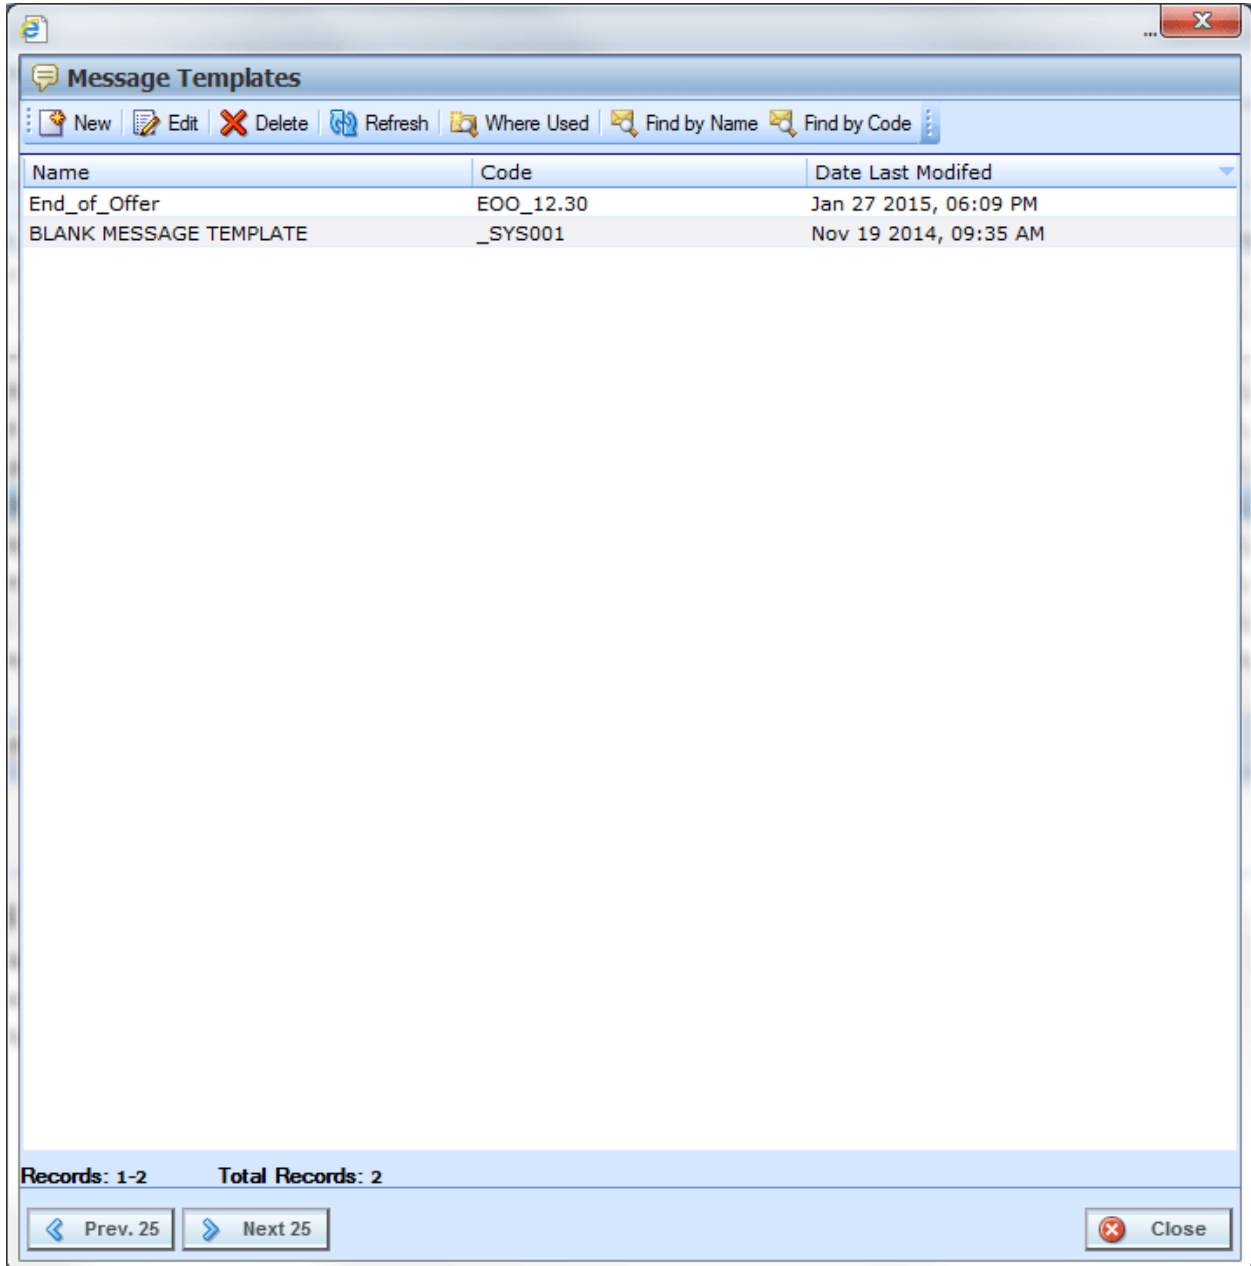 ...
Message Templates
New Edit Delete Refresh Where Used Find by Name Find by Code
Name Code Date Last Modifed
End_of_Offer EOO_12.30 Jan 27 2015, 06:09 PM
BLANK MESSAGE TEMPLATE _SYS001 Nov 19 2014, 09:35 AM
Records: 1-2 Total Records: 2
Prev. 25 Next 25 Close